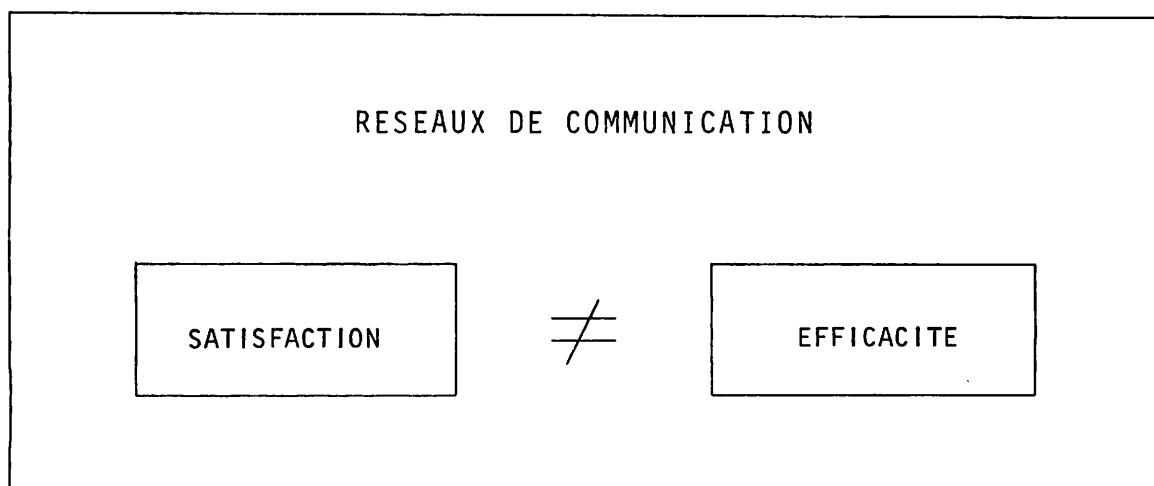 RESEAUX DE COMMUNICATION
SATISFACTION ≠ EFFICACITE